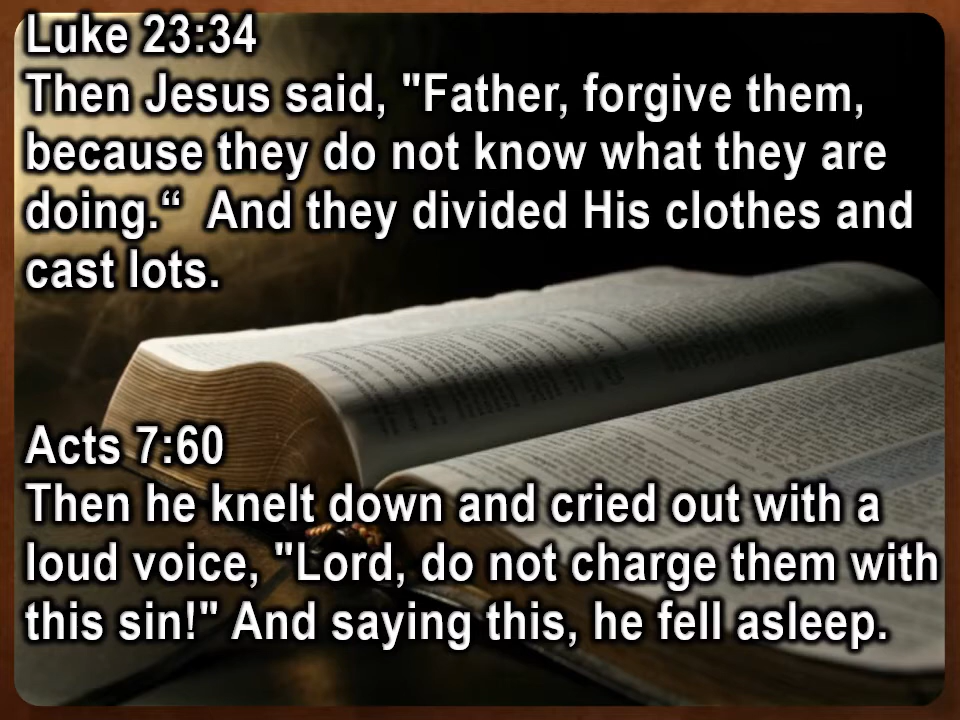 Luke 23:34
Then Jesus said, "Father, forgive them,
because they do not know what they are
doing.“  And they divided His clothes and
cast lots.
Acts 7:60
Then he knelt down and cried out with a
loud voice, "Lord, do not charge them with
this sin!" And saying this, he fell asleep.